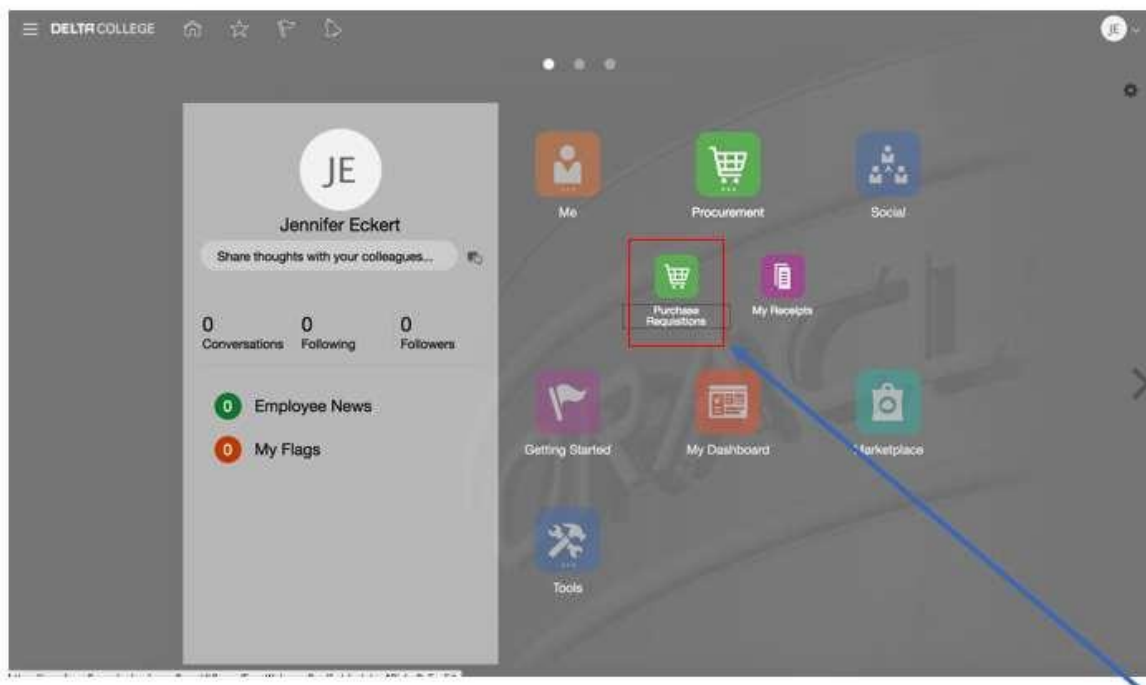 DELTA COLLEGE
JE
JE
Jennifer Eckert
Share thoughts with your colleagues...
0 0 0
Conversations Following Followers
0 Employee News
0 My Flags
Me Procurement Social
Purchase
Requisitions
My Receipts
Getting Started My Dashboard Marketplace
Tools